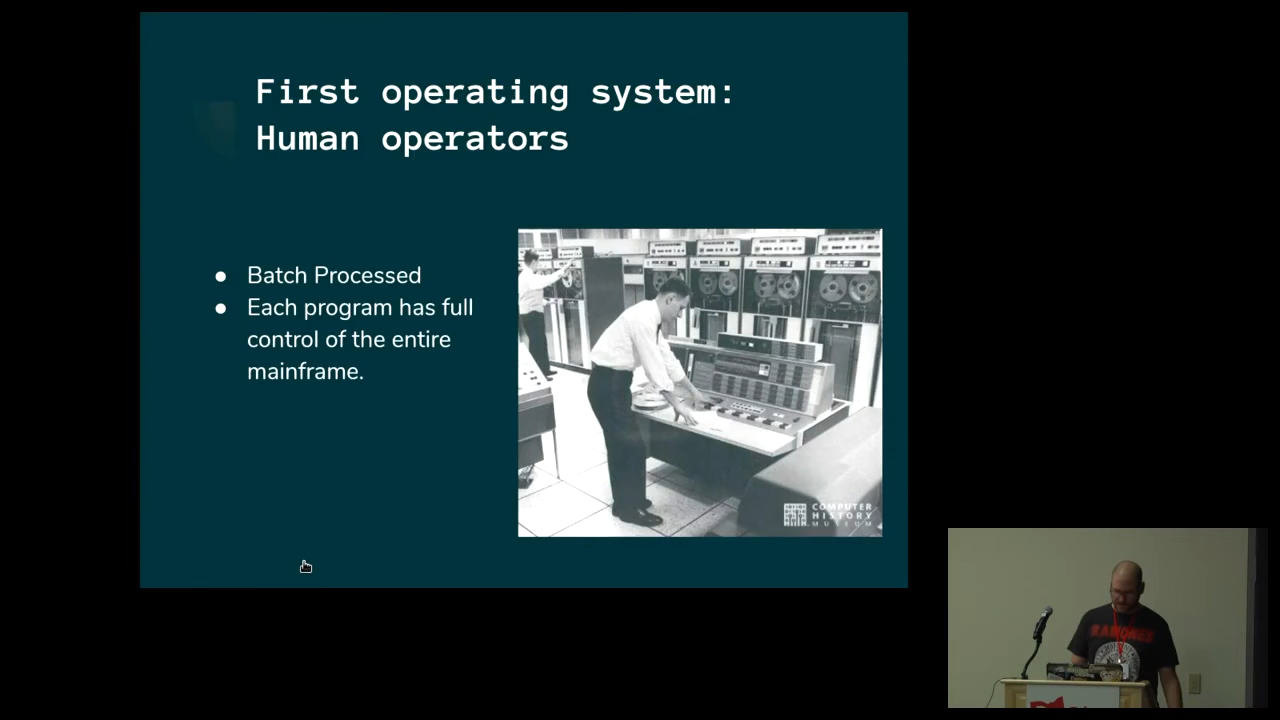 First operating system:
Human operators
● Batch Processed
● Each program has full
control of the entire
mainframe.
COMPUTER
HISTORY
MUSEUM
RAMONES